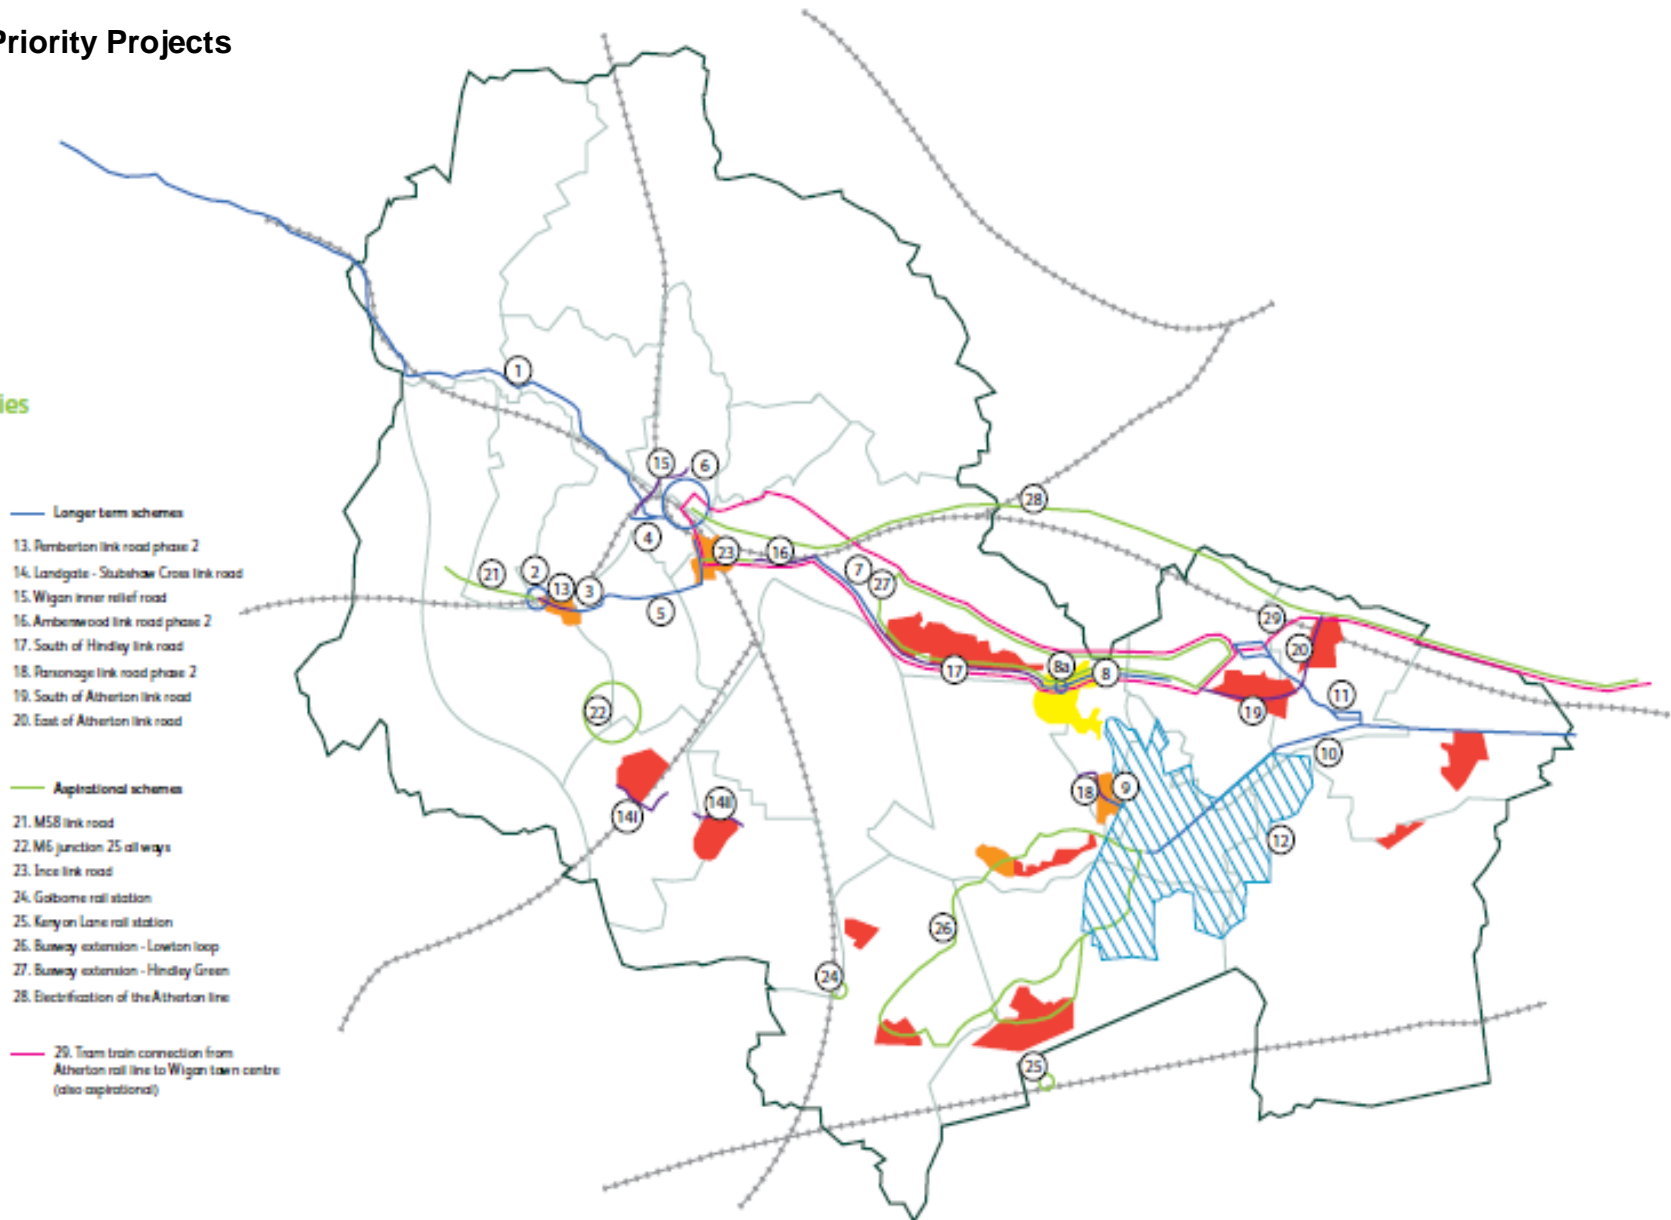 Priority Projects
ies
Longer term schemes
13. Pemberton link road phase 2
14. Landgate - Stubshaw Cross link road
15. Wigan inner relief road
16. Amberswood link road phase 2
17. South of Hindley link road
18. Parsonage link road phase 2
19. South of Atherton link road
20. East of Atherton link road
Aspirational schemes
21. M58 link road
22. M6 junction 25 all ways
23. Ince link road
24. Golborne rail station
25. Kenyon Lane rail station
26. Busway extension - Lowton loop
27. Busway extension - Hindley Green
28. Electrification of the Atherton line
29. Tram train connection from
Atherton rail line to Wigan town centre
(also aspirational)
1
15
6
28
4
23
16
7
27
21
2
13
3
5
29
20
8a
8
17
19
11
10
22
14I
14II
18
9
12
26
24
25